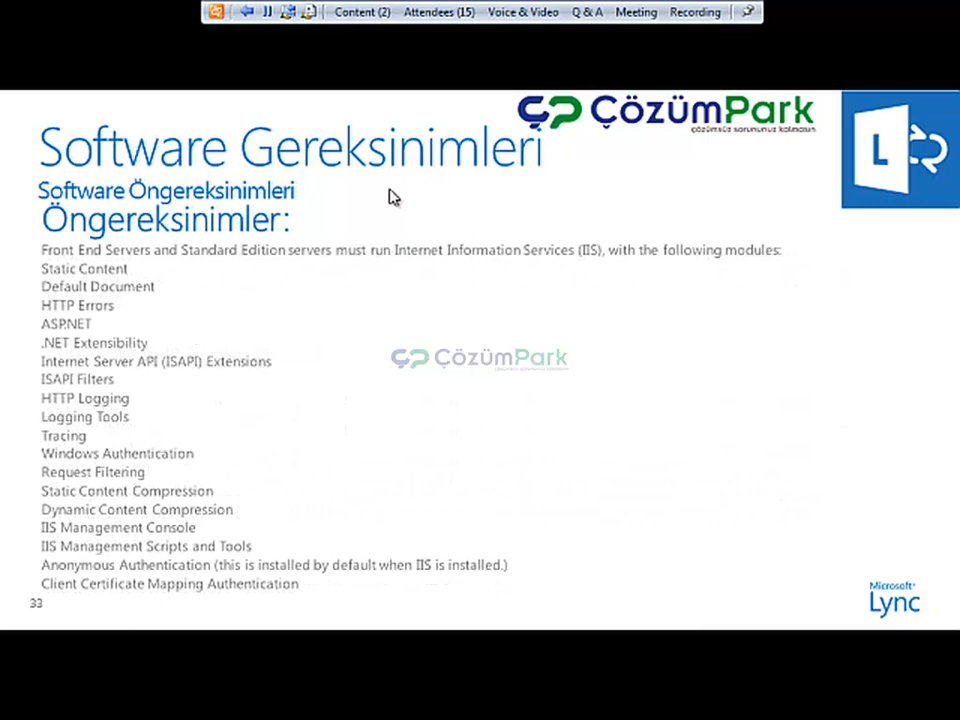 Content (2) Attendees (15) Voice & Video Q & A Meeting Recording
ÇözümPark
çözümsüz sorununuz kalmasın
L
Software Gereksinimleri
Software Öngereksinimleri
Öngereksinimler:
Front End Servers and Standard Edition servers must run Internet Information Services (IIS), with the following modules:
Static Content
Default Document
HTTP Errors
ASP.NET
.NET Extensibility
Internet Server API (ISAPI) Extensions
ÇözümPark
ISAPI Filters
HTTP Logging
Logging Tools
Tracing
Windows Authentication
Request Filtering
Static Content Compression
Dynamic Content Compression
IIS Management Console
IIS Management Scripts and Tools
Anonymous Authentication (this is installed by default when IIS is installed.)
Client Certificate Mapping Authentication
33
Microsoft®
Lync